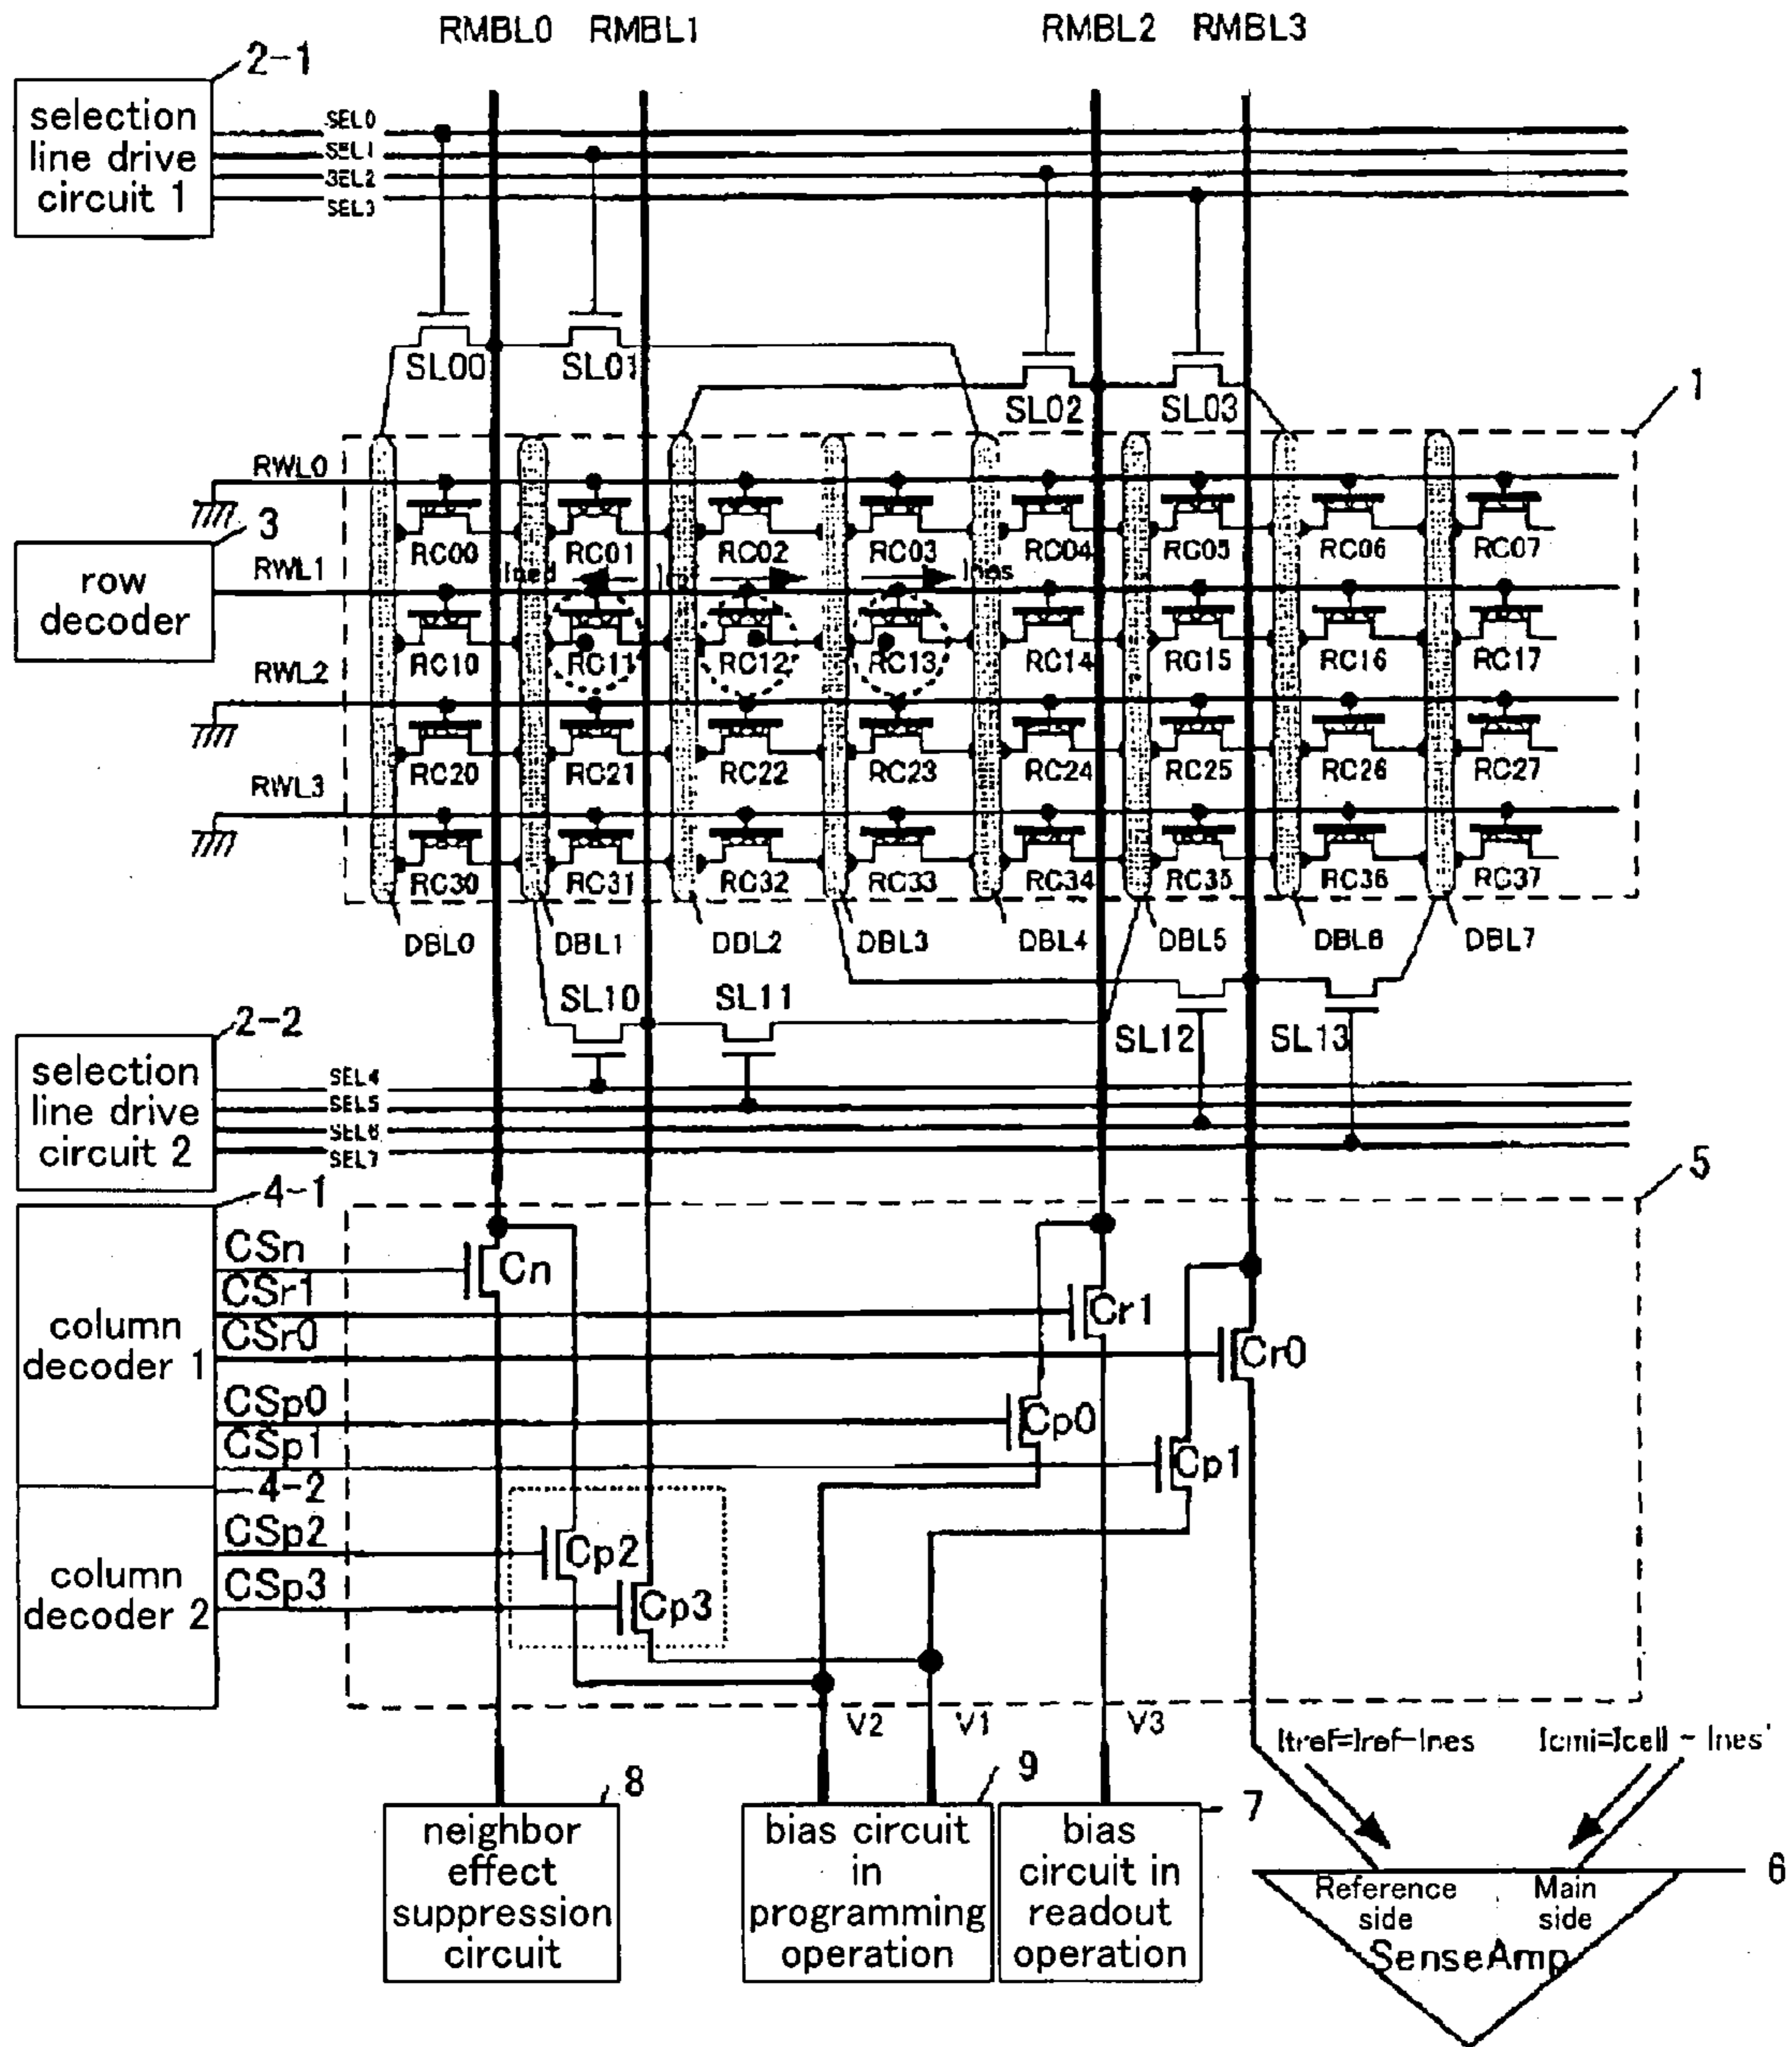 RMBL0 RMBL1 RMBL2 RMBL3
2-1
selection
line drive
circuit 1
SEL0
SEL1
SEL2
SEL3
SL00 SL01
SL02 SL03
1
RWL0
RC00 RC01 RC02 RC03 RC04 RC05 RC06 RC07
3
row
decoder
RWL1
Ines
RC10 RC11 RC12 RC13 RC14 RC15 RC16 RC17
RWL2
RC20 RC21 RC22 RC23 RC24 RC25 RC26 RC27
RWL3
RC30 RC31 RC32 RC33 RC34 RC35 RC36 RC37
DBL0 DBL1 DBL2 DBL3 DBL4 DBL5 DBL6 DBL7
SL10 SL11
SL12 SL13
2-2
selection
line drive
circuit 2
SEL4
SEL5
SEL6
SEL7
4-1
5
column
decoder 1
CSn
CSr1
CSr0
CSp0
CSp1
Cn
Cr1
Cr0
Cp0
Cp1
4-2
column
decoder 2
CSp2
CSp3
Cp2
Cp3
V2 V1 V3
Itref=Iref-Ines Icmi=Icell - Ines'
8
neighbor
effect
suppression
circuit
9
bias circuit
in
programming
operation
7
bias
circuit in
readout
operation
6
Reference
side
Main
side
SenseAmp